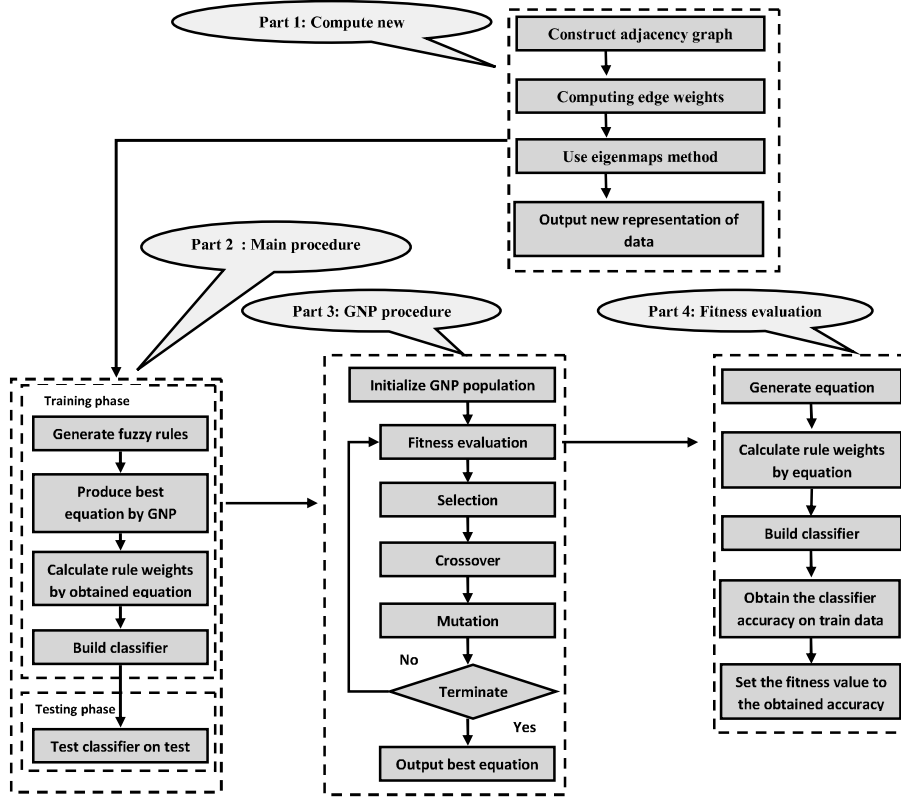 Part 1: Compute new
Construct adjacency graph
Computing edge weights
Use eigenmaps method
Output new representation of
data
Part 2 : Main procedure
Training phase
Generate fuzzy rules
Produce best
equation by GNP
Calculate rule weights
by obtained equation
Build classifier
Testing phase
Test classifier on test
Part 3: GNP procedure
Initialize GNP population
Fitness evaluation
Selection
Crossover
Mutation
No
Terminate
Yes
Output best equation
Part 4: Fitness evaluation
Generate equation
Calculate rule weights
by equation
Build classifier
Obtain the classifier
accuracy on train data
Set the fitness value to
the obtained accuracy